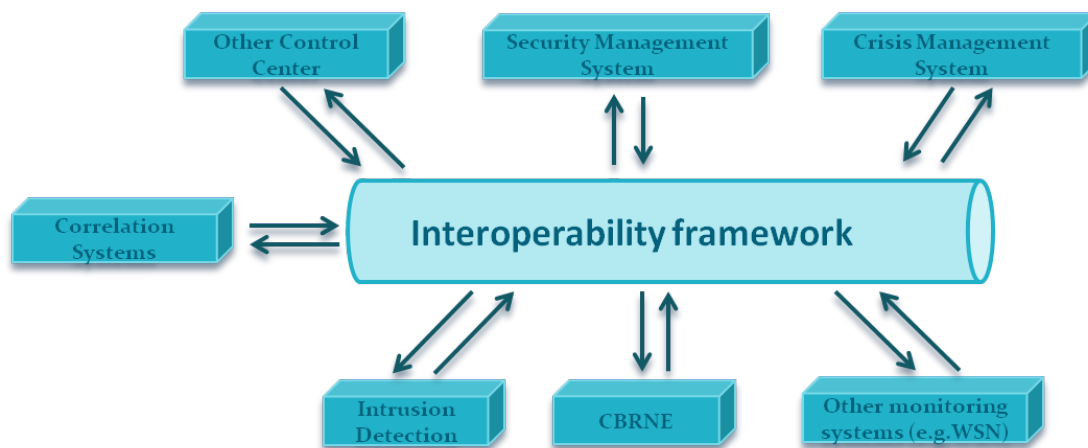 Other Control
Center
Security Management
System
Crisis Management
System
Correlation
Systems
Interoperability framework
Intrusion
Detection
CBRNE
Other monitoring
systems (e.g.WSN)